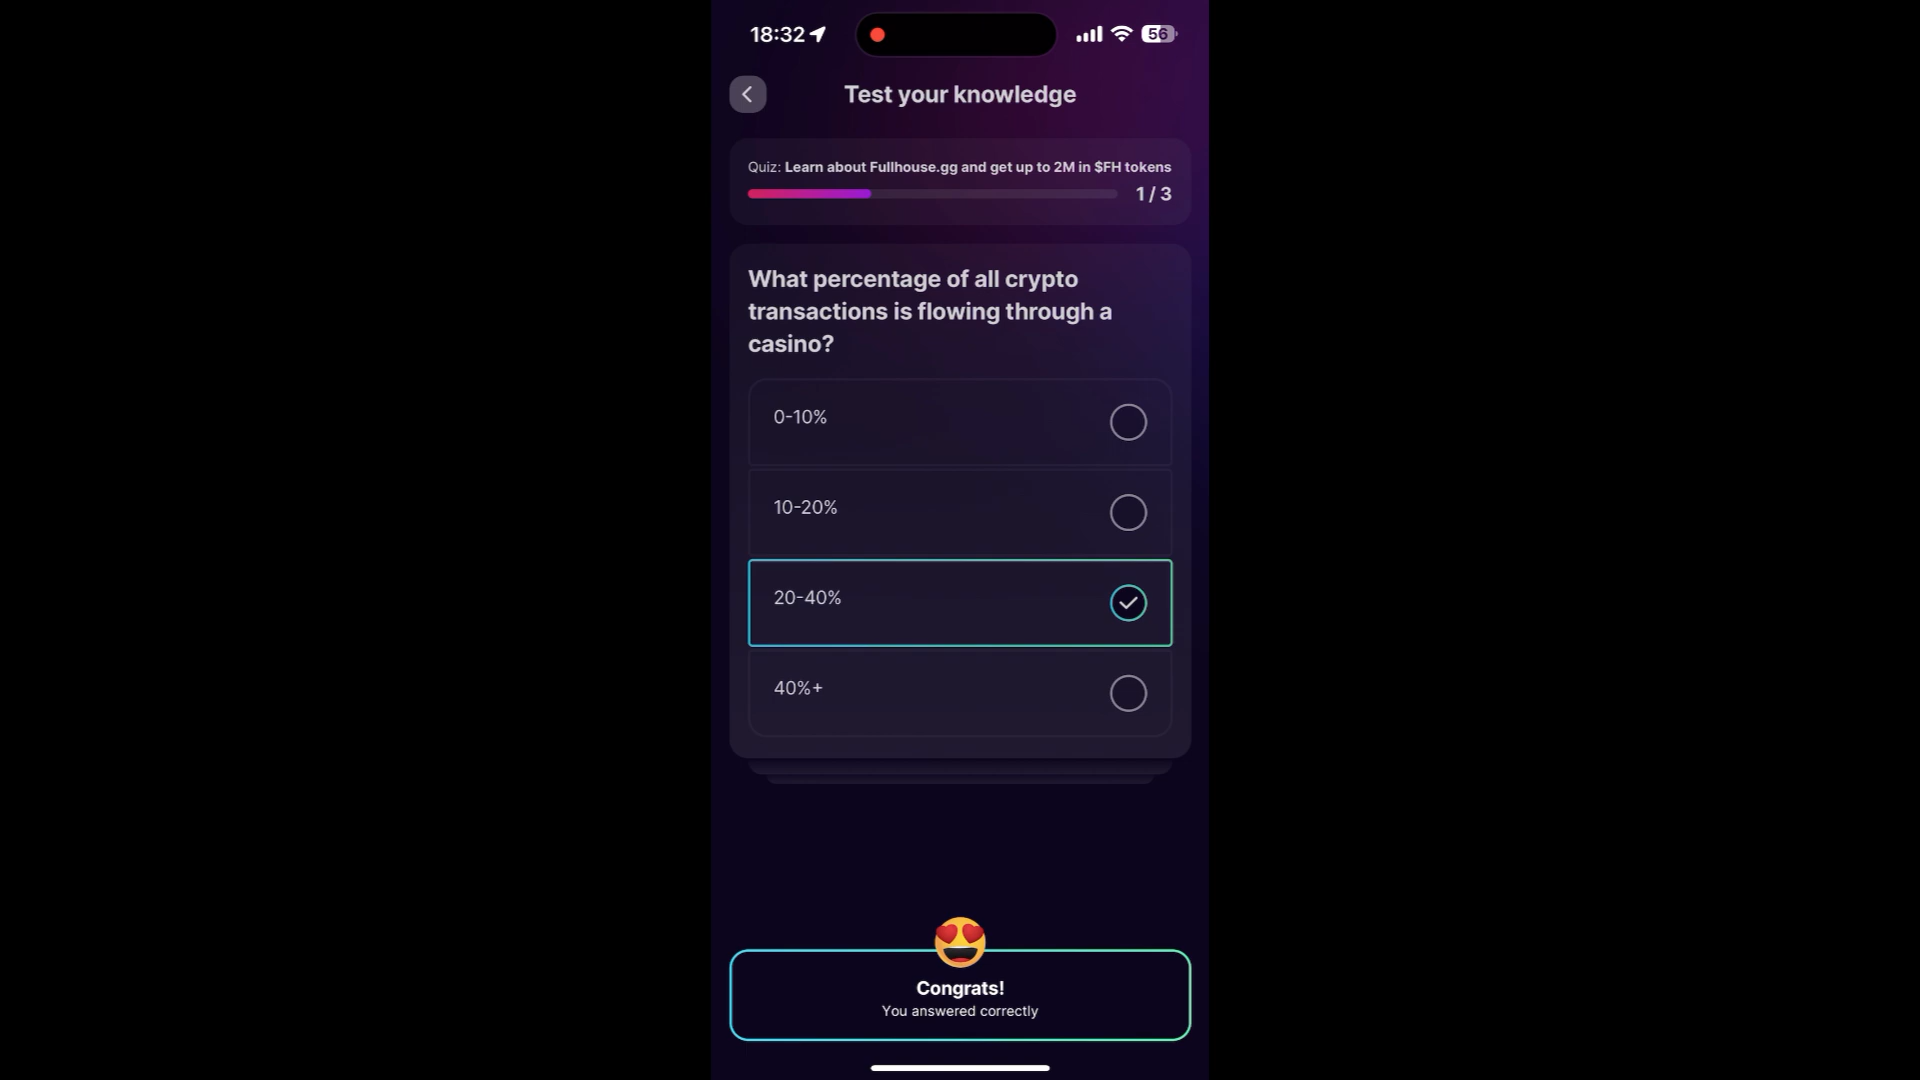 18:32
56
Test your knowledge
Quiz: Learn about Fullhouse.gg and get up to 2M in $FH tokens
1 / 3
What percentage of all crypto
transactions is flowing through a
casino?
0-10%
10-20%
20-40%
40%+
Congrats!
You answered correctly